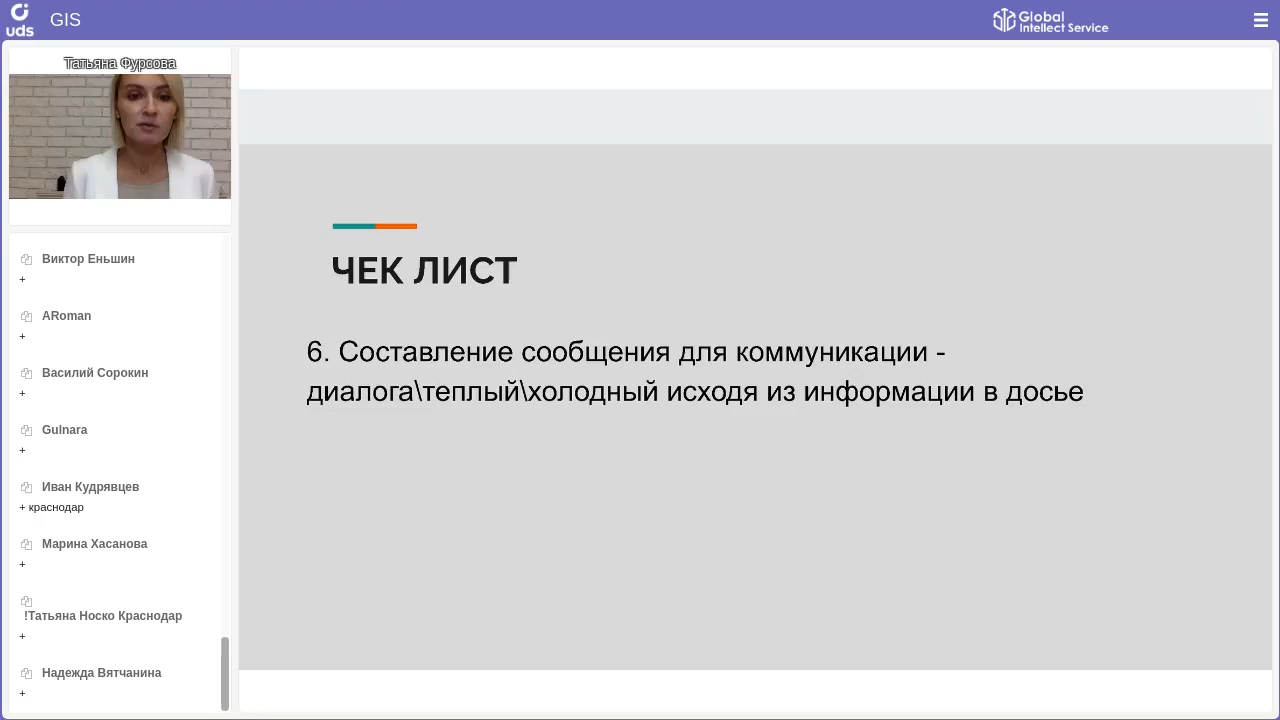 uds
GIS
Global
Intellect Service
Татьяна Фурсова
Виктор Еньшин
+
ARoman
+
Василий Сорокин
+
Gulnara
+
Иван Кудрявцев
+ краснодар
Марина Хасанова
+
!Татьяна Носко Краснодар
+
Надежда Вятчанина
+
ЧЕК ЛИСТ
6. Составление сообщения для коммуникации -
диалога\теплый\холодный исходя из информации в досье